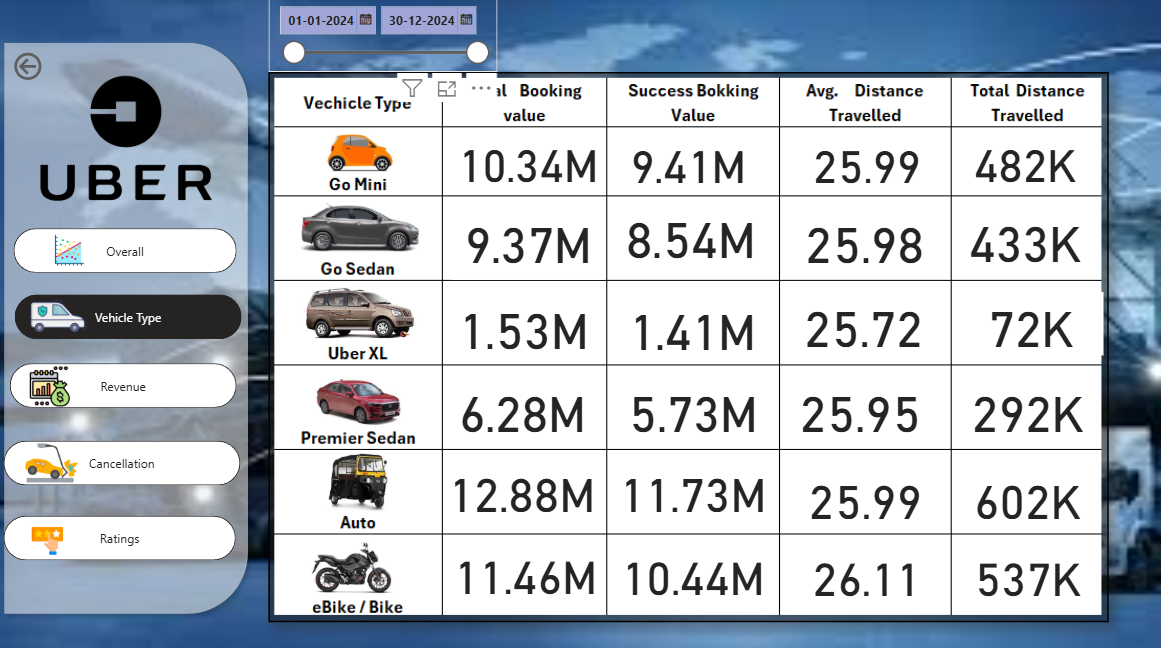 01-01-2024 30-12-2024
UBER
Overall
Vehicle Type
Revenue
Cancellation
Ratings
Vechicle Type
Booking
value
Success Bokking
Value
Avg. Distance
Travelled
Total Distance
Travelled
Go Mini
10.34M 9.41M 25.99 482K
Go Sedan
9.37M 8.54M 25.98 433K
Uber XL
1.53M 1.41M 25.72 72K
Premier Sedan
6.28M 5.73M 25.95 292K
Auto
12.88M 11.73M 25.99 602K
eBike / Bike
11.46M 10.44M 26.11 537K